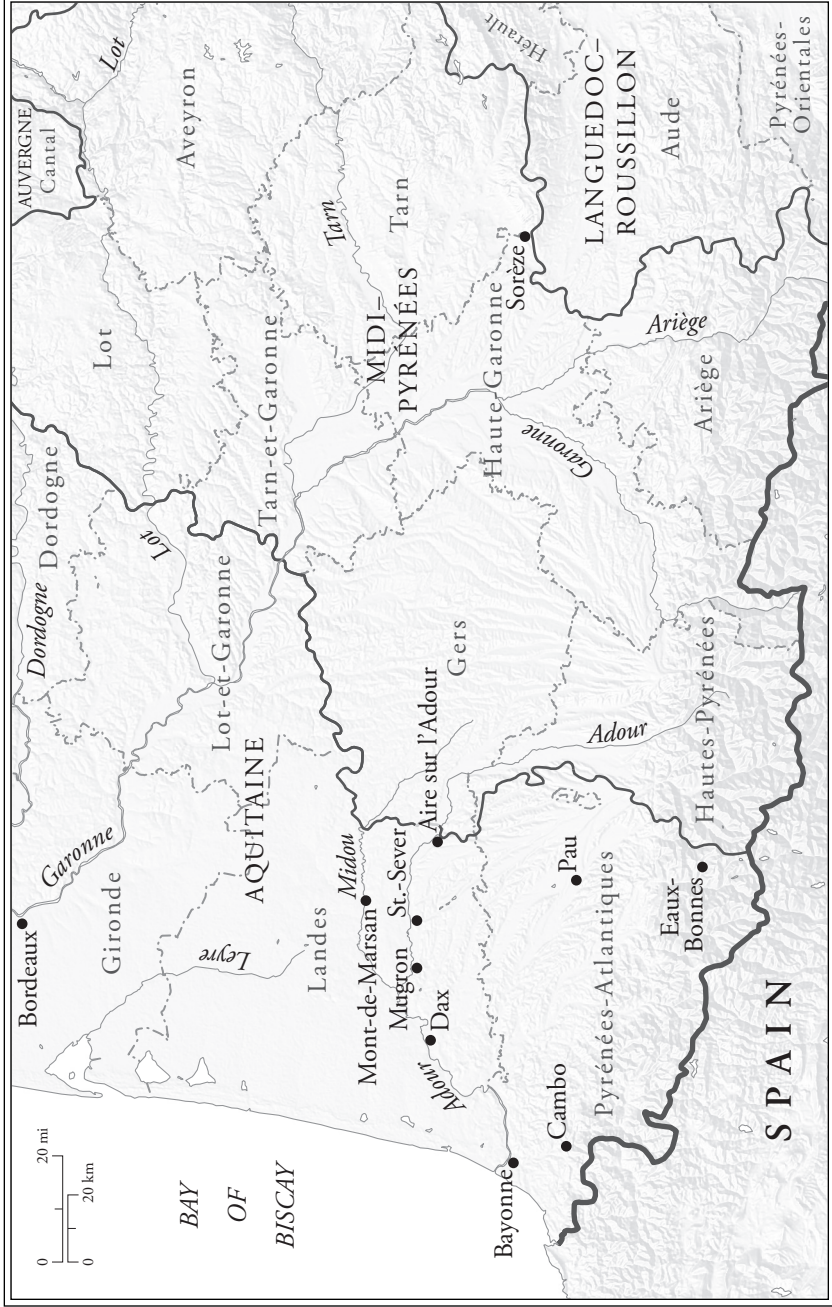 Bordeaux
Garonne
Gironde
Dordogne
Dordogne
Lot
Lot
AUVERGNE
Cantal
Lot
Aveyron
Lot-et-Garonne
AQUITAINE
Leyre
Landes
Tarn-et-Garonne
MIDI–
PYRÉNÉES
Tarn
Tarn
Hérault
LANGUEDOC–
ROUSSILLON
Aude
Pyrénées-
Orientales
Midou
Mont-de-Marsan
St.-Sever
Mugron
Aire sur l’Adour
Dax
Adour
Gers
Haute Garonne
Garonne
Sorèze
Ariège
Ariège
Adour
Hautes-Pyrénées
Pau
Pyrénées-Atlantiques
Eaux-
Bonnes
Cambo
Bayonne
SPAIN
BAY
OF
BISCAY
0 20 mi
0 20 km